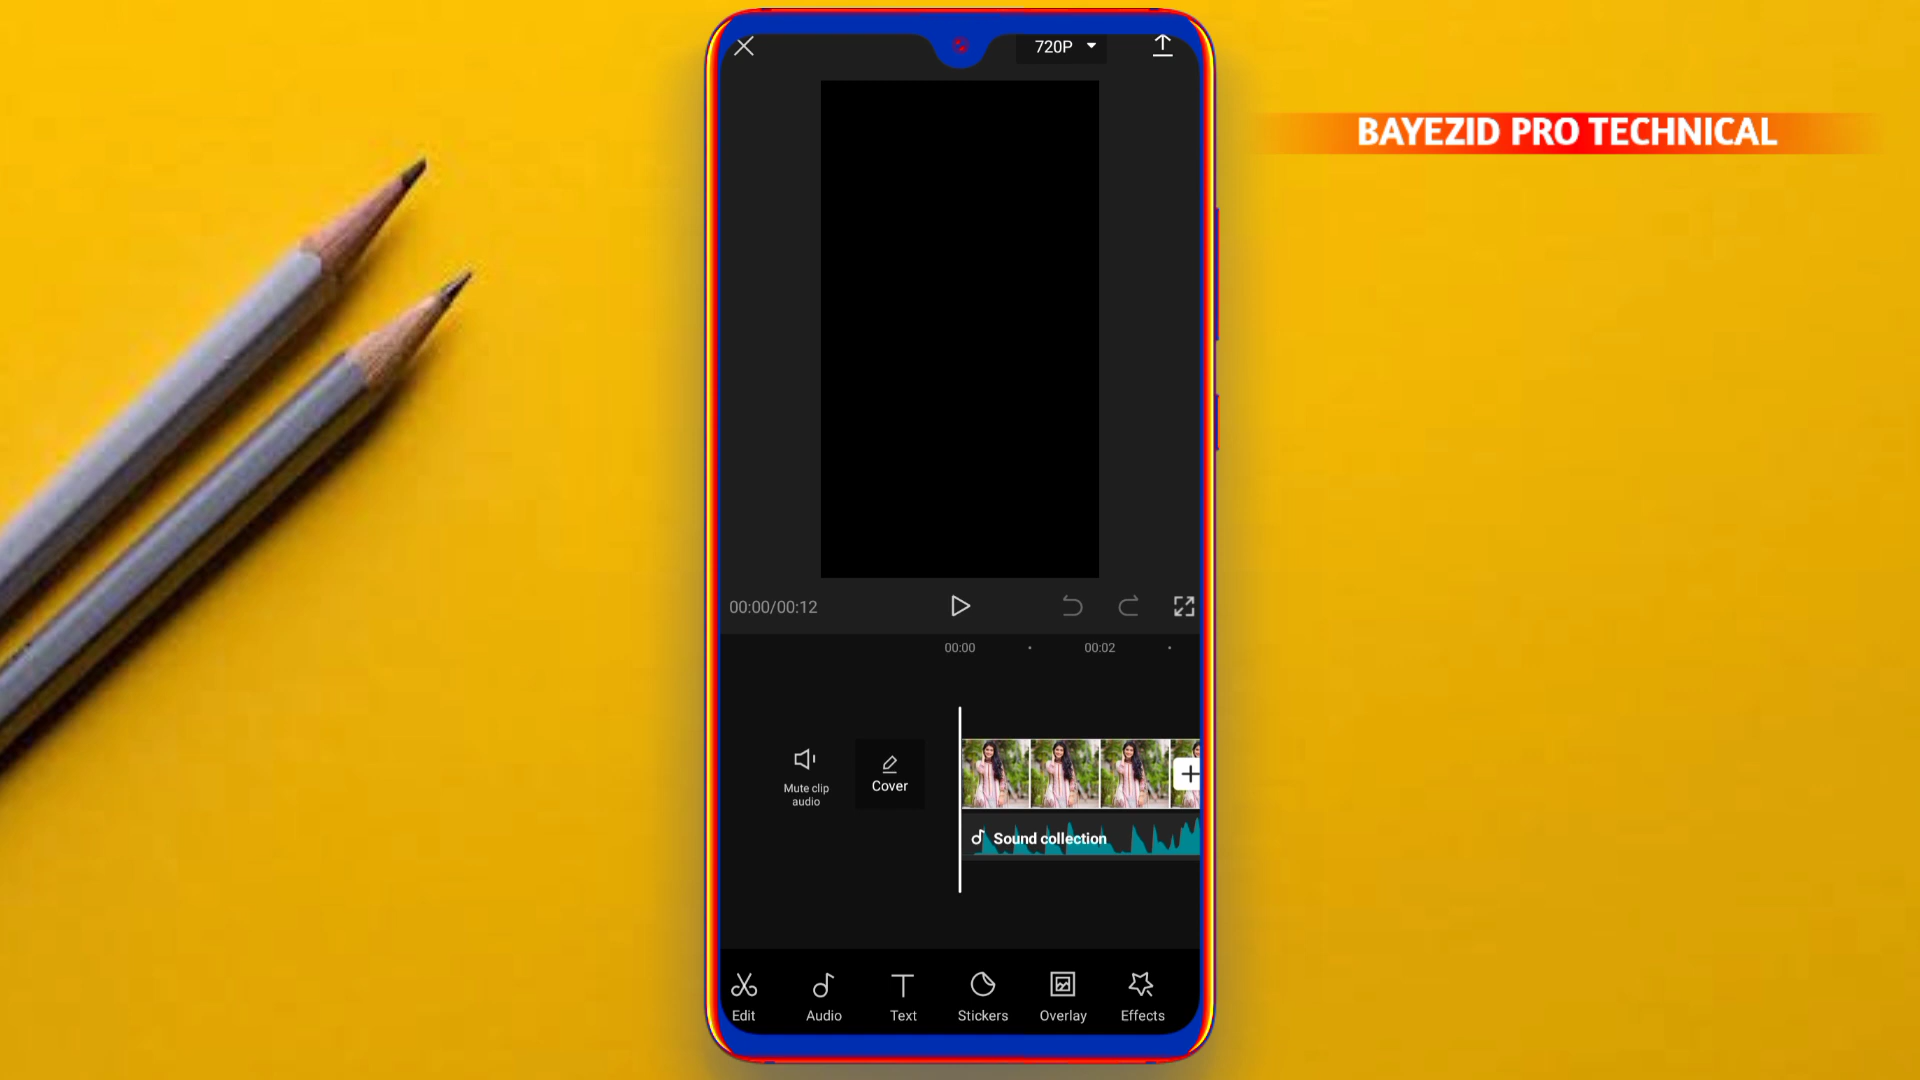 720P
BAYEZID PRO TECHNICAL
00:00/00:12
00:00
00:02
Mute clip
audio
Cover
Sound collection
Edit
Audio
Text
Stickers
Overlay
Effects